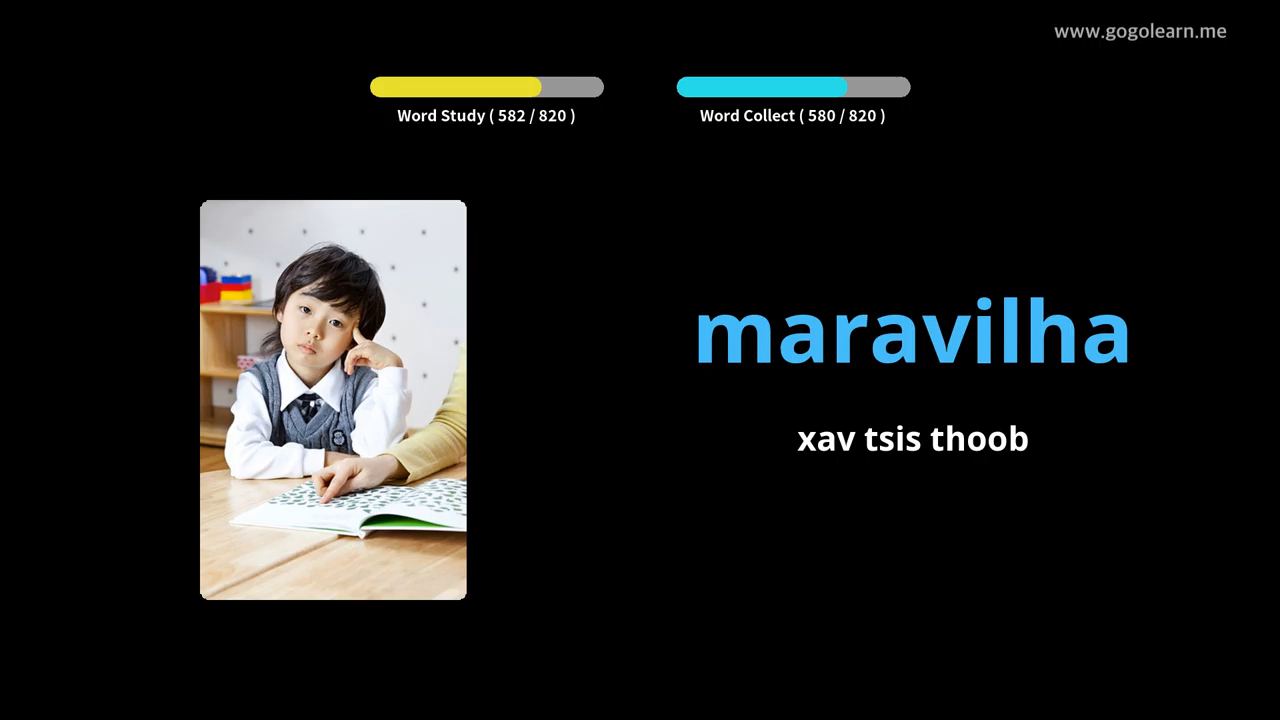 www.gogolearn.me
Word Study ( 582 / 820 )
Word Collect ( 580 / 820 )
maravilha
xav tsis thoob